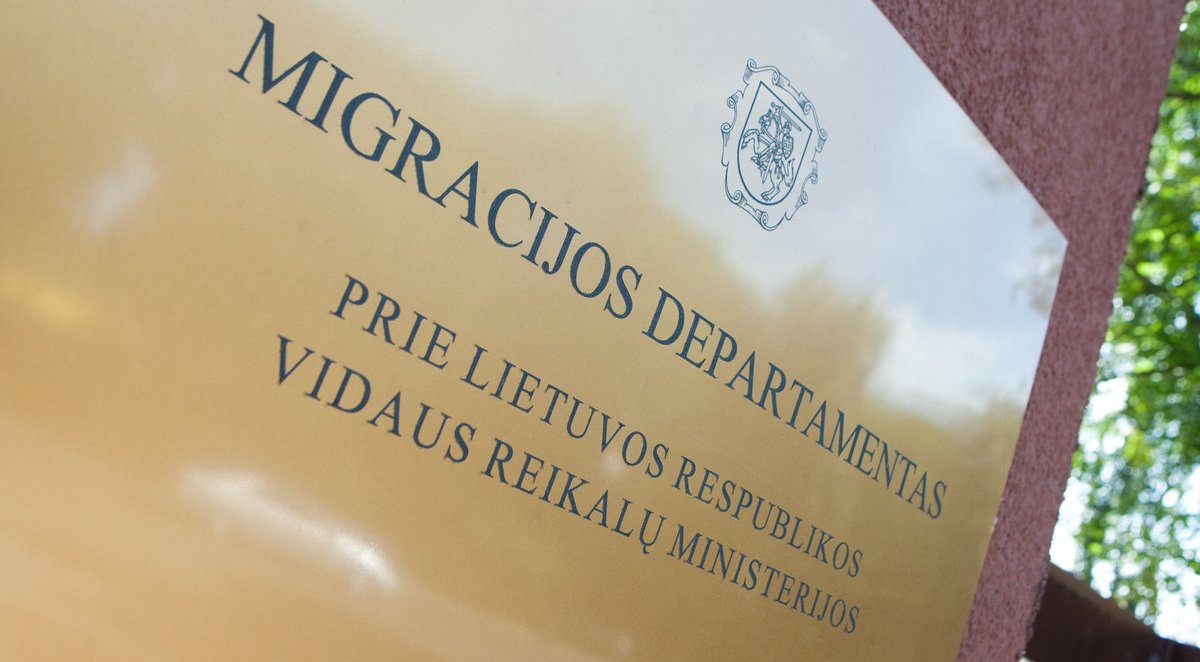 MIGRACIJOS DEPARTAMENTAS
PRIE LIETUVOS RESPUBLIKOS
VIDAUS REIKALŲ MINISTERIJOS